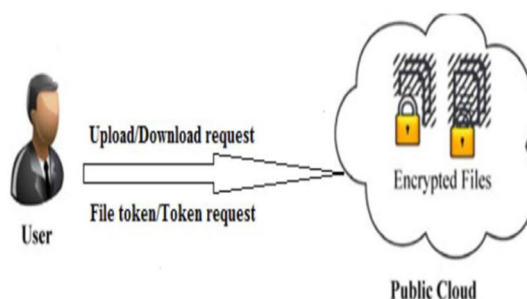 Upload/Download request
File token/Token request
User
Encrypted Files
Public Cloud